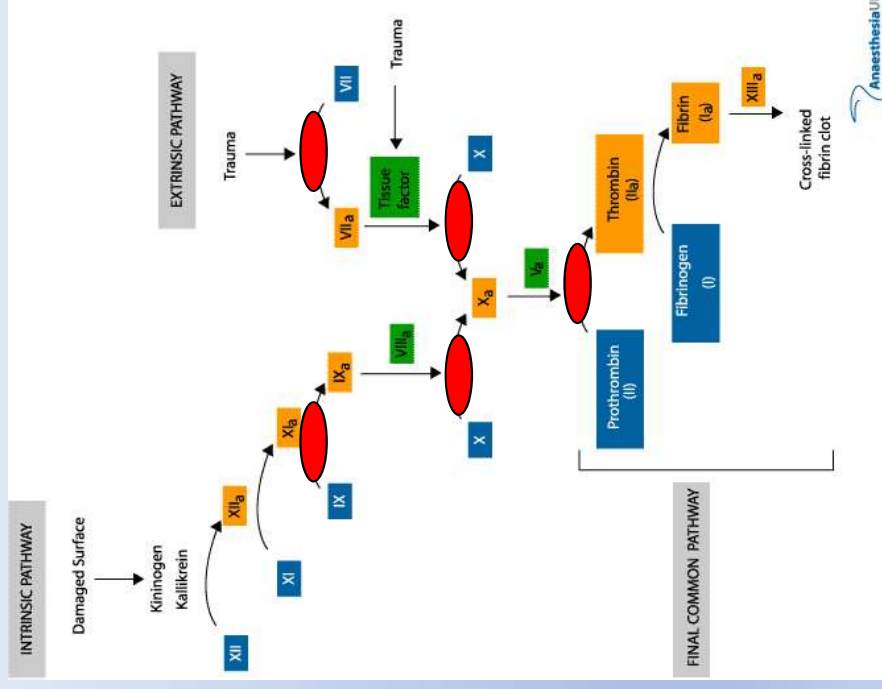 INTRINSIC PATHWAY
Damaged Surface
Kininogen
Kallikrein
XII
XIIa
XI
XIa
IX
IXa
VIIIa
X
EXTRINSIC PATHWAY
Trauma
VII
VIIa
Tissue
factor
Trauma
X
Xa
Va
FINAL COMMON PATHWAY
Prothrombin
(II)
Thrombin
(IIa)
Fibrinogen
(I)
Fibrin
(Ia)
XIIIa
Cross-linked
fibrin clot